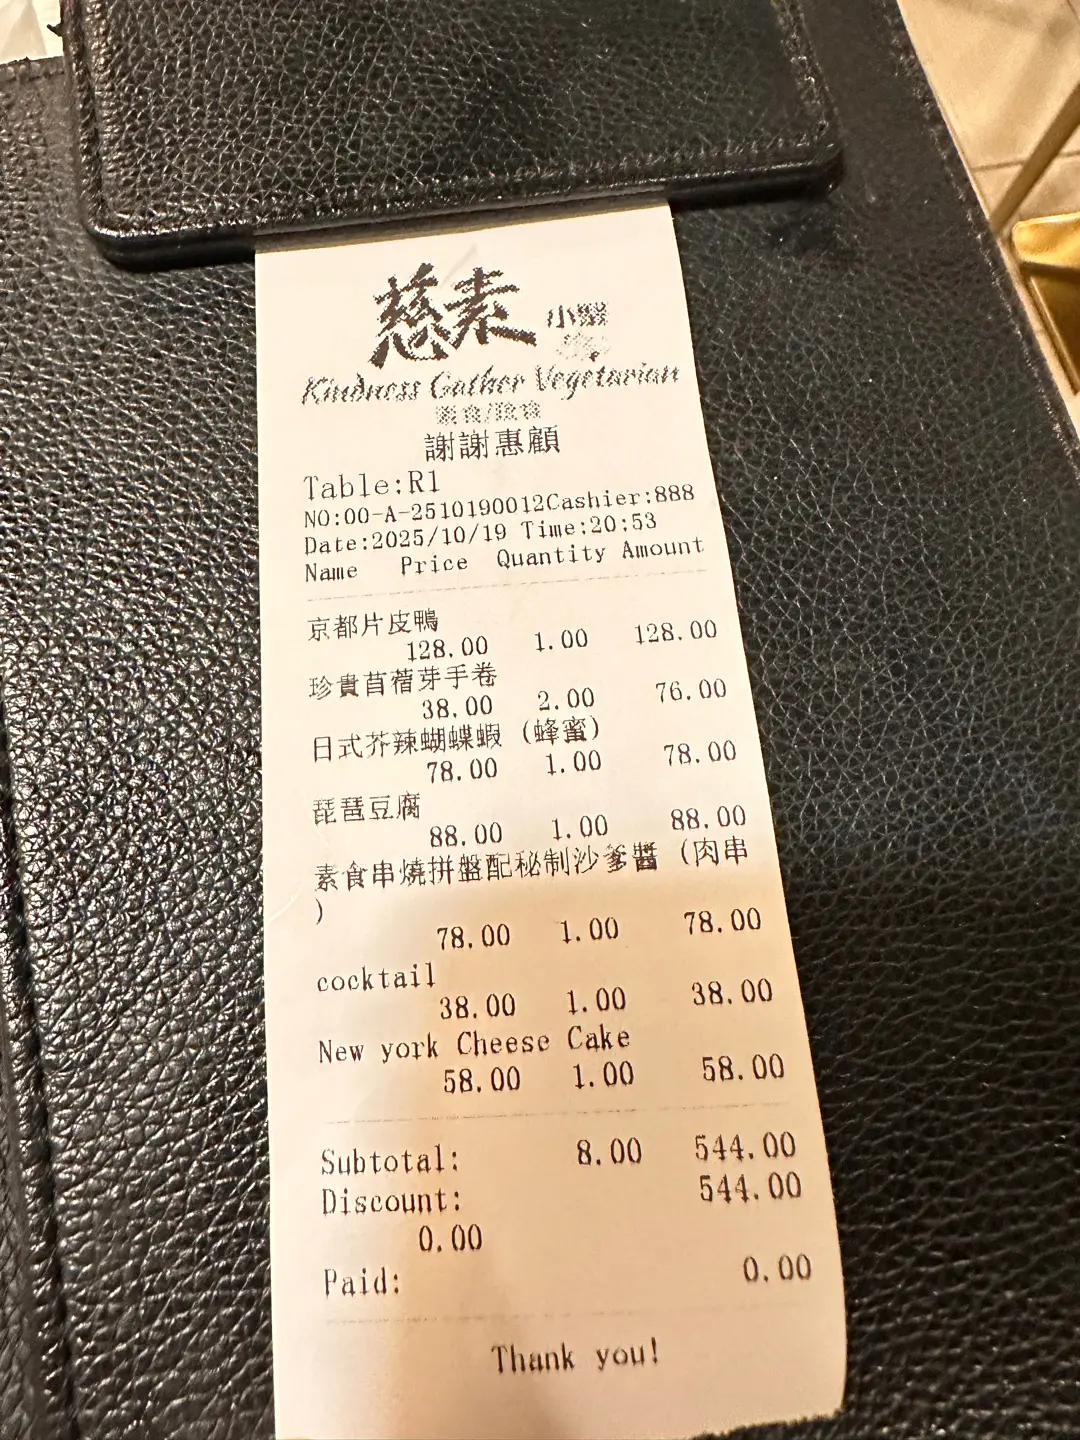 慈素
小聚
Kindness Gather Vegetarian
素食/
謝謝惠顧
Table:R1
NO:00-A-2510190012Cashier:888
Date:2025/10/19 Time:20:53
Name Price Quantity Amount
京都片皮鴨
128.00 1.00 128.00
珍貴苜蓿芽手卷
38.00 2.00 76.00
日式芥辣蝴蝶蝦 (蜂蜜)
78.00 1.00 78.00
琵琶豆腐
88.00 1.00 88.00
素食串燒拼盤配秘制沙爹醬 (肉串
)
78.00 1.00 78.00
cocktail
38.00 1.00 38.00
New york Cheese Cake
58.00 1.00 58.00
Subtotal: 8.00 544.00
Discount: 544.00
0.00
Paid: 0.00
Thank you!